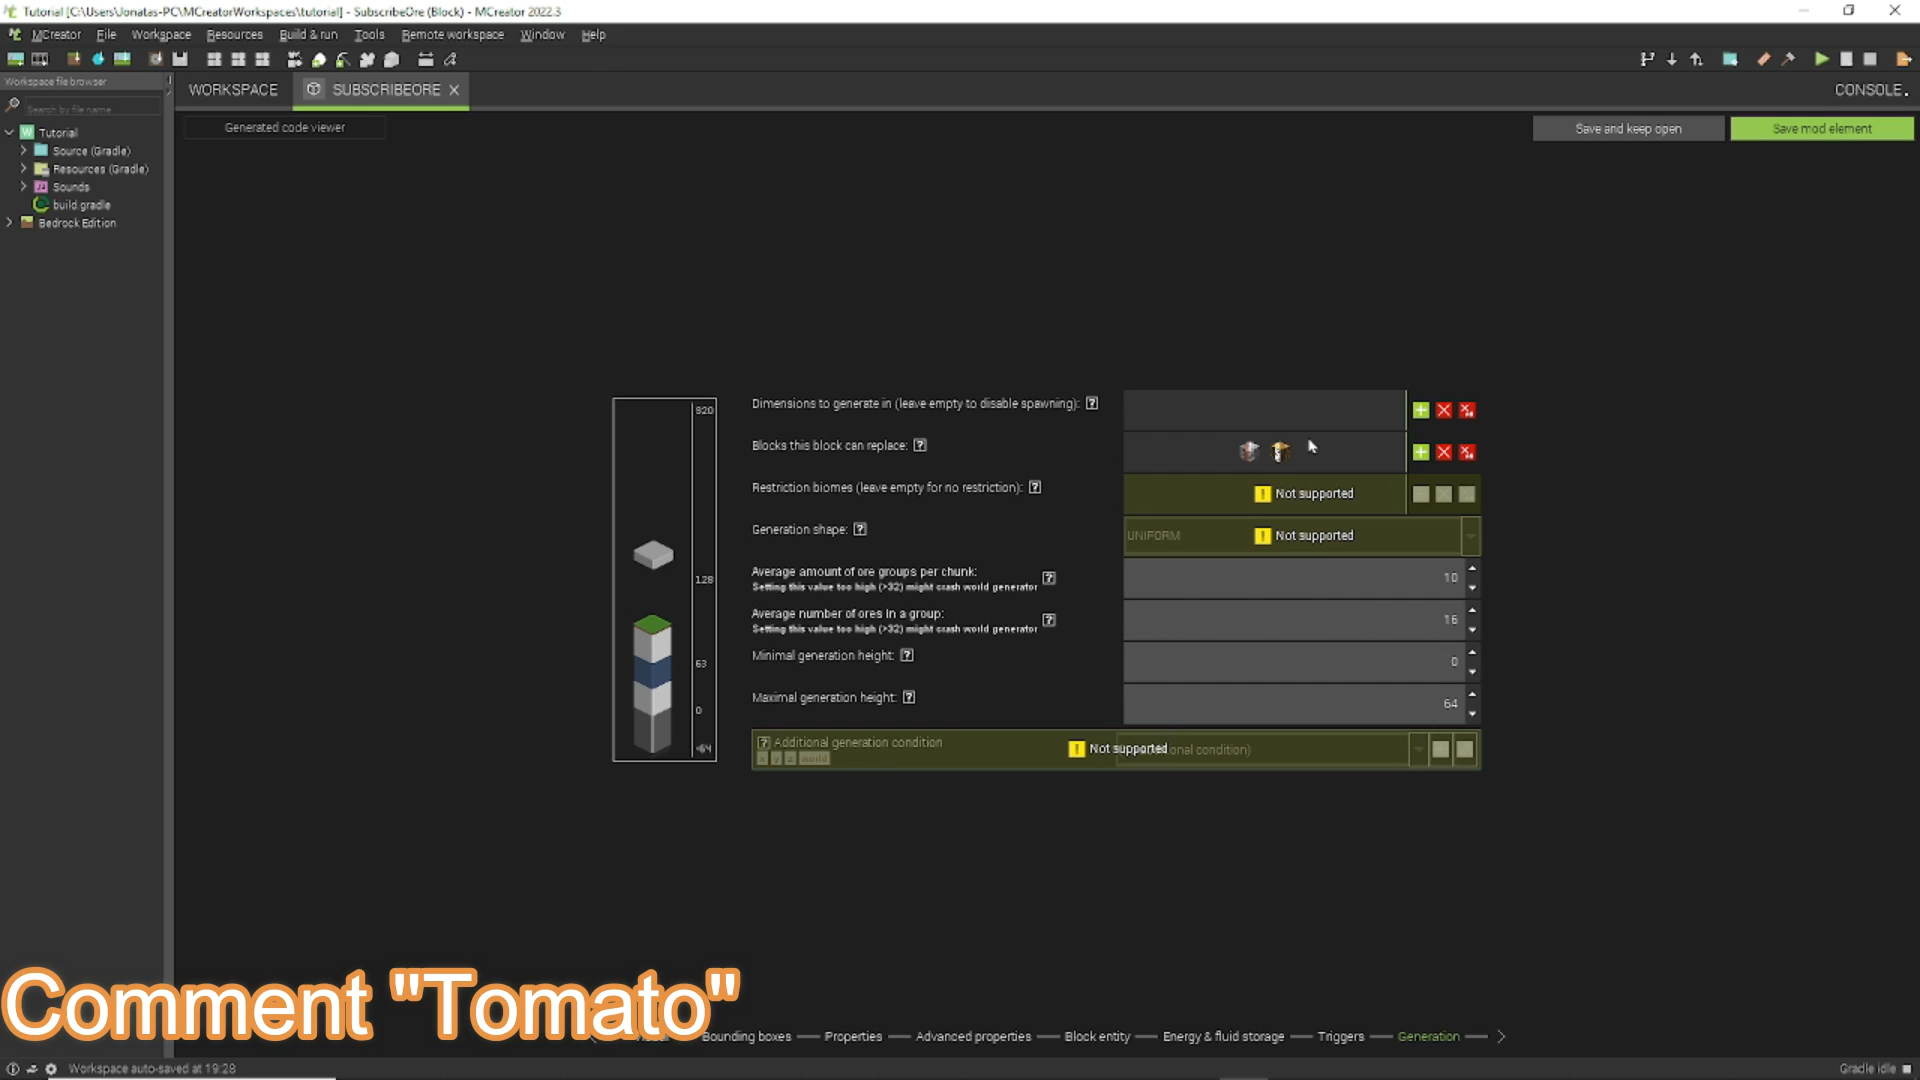 Tutorial [C:\Users\Jonatas-PC\MCreatorWorkspaces\tutorial] - SubscribeOre (Block) - MCreator 2022.3
MCreator File Workspace Resources Build & run Tools Remote workspace Window Help
Workspace file browser
WORKSPACE SUBSCRIBEORE CONSOLE
Search by file name
Generated code viewer Save and keep open Save mod element
Tutorial
Source (Gradle)
Resources (Gradle)
Sounds
build.gradle
Bedrock Edition
320
128
63
0
-64
Dimensions to generate in (leave empty to disable spawning): ?
Blocks this block can replace: ?
Restriction biomes (leave empty for no restriction): ? ! Not supported
Generation shape: ? UNIFORM ! Not supported
Average amount of ore groups per chunk:
Setting this value too high (>32) might crash world generator ? 10
Average number of ores in a group:
Setting this value too high (>32) might crash world generator ? 16
Minimal generation height: ? 0
Maximal generation height: ? 64
? Additional generation condition ! Not supported onal condition)
x y z world
Comment "Tomato"
Bounding boxes Properties Advanced properties Block entity Energy & fluid storage Triggers Generation
Workspace auto-saved at 19:28 Gradle idle